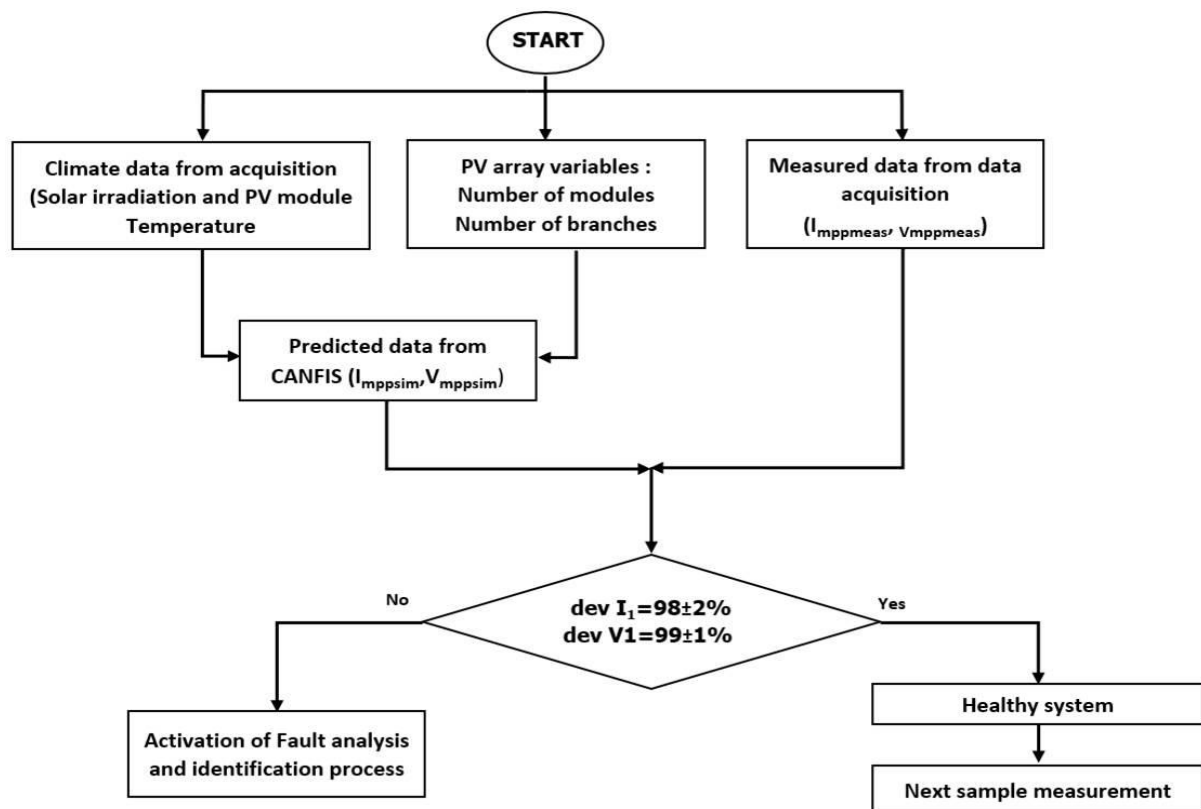 START
Climate data from acquisition
(Solar irradiation and PV module
Temperature
PV array variables :
Number of modules
Number of branches
Measured data from data
acquisition
(Imppmeas, Vmppmeas)
Predicted data from
CANFIS (Imppsim,Vmppsim)
No
dev I1=98±2%
dev V1=99±1%
Yes
Activation of Fault analysis
and identification process
Healthy system
Next sample measurement